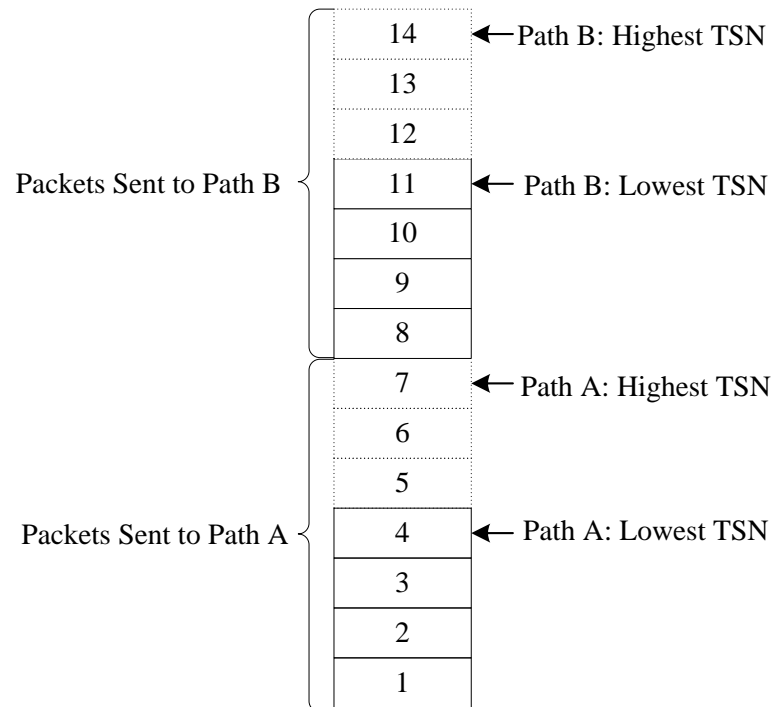 14
Path B: Highest TSN
13
12
Packets Sent to Path B
11
Path B: Lowest TSN
10
9
8
7
Path A: Highest TSN
6
5
Packets Sent to Path A
4
Path A: Lowest TSN
3
2
1